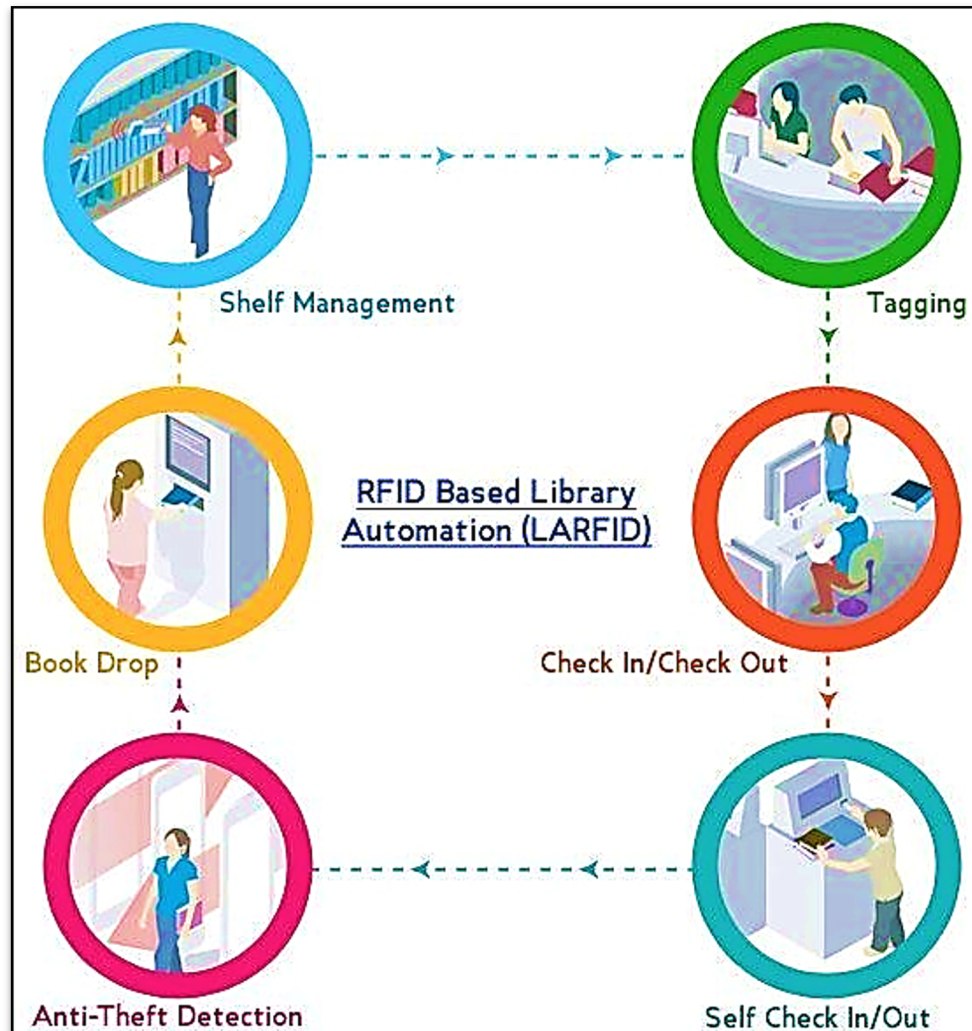 Shelf Management
Tagging
RFID Based Library
Automation (LARFID)
Book Drop
Check In/Check Out
Anti-Theft Detection
Self Check In/Out